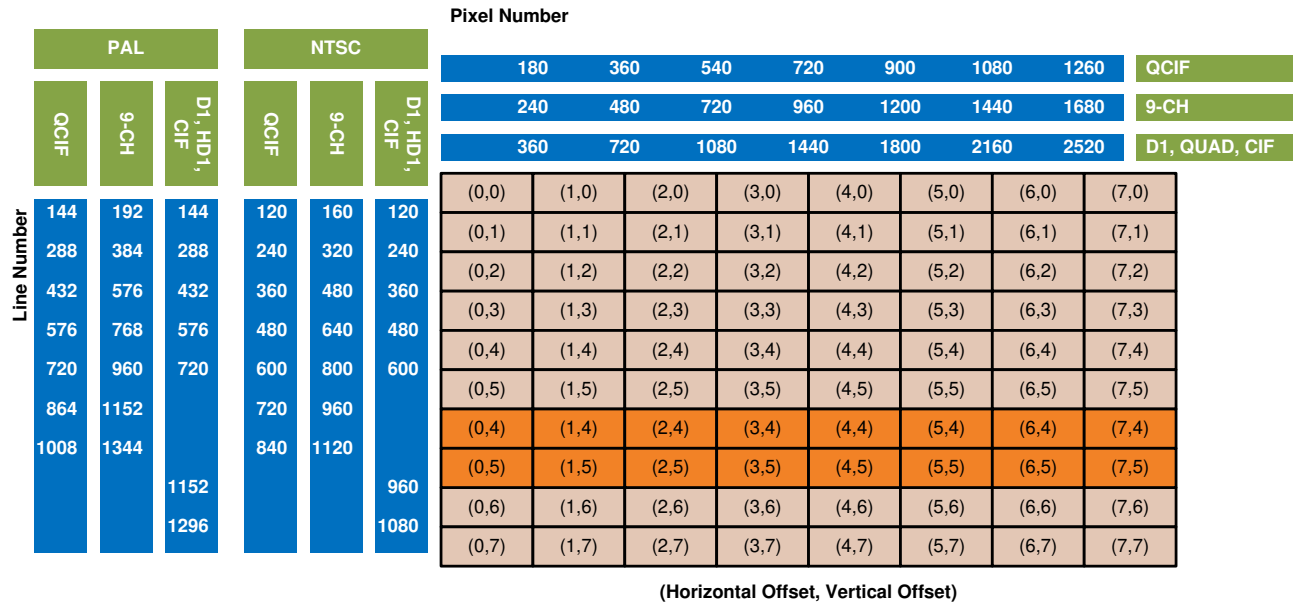 Pixel Number
PAL NTSC
180 360 540 720 900 1080 1260 QCIF
240 480 720 960 1200 1440 1680 9-CH
360 720 1080 1440 1800 2160 2520 D1, QUAD, CIF
QCIF 9-CH D1, HD1, CIF QCIF 9-CH D1, HD1, CIF
Line Number
144 192 144 120 160 120
288 384 288 240 320 240
432 576 432 360 480 360
576 768 576 480 640 480
720 960 720 600 800 600
864 1152 720 960
1008 1344 840 1120
1152 960
1296 1080
(0,0) (1,0) (2,0) (3,0) (4,0) (5,0) (6,0) (7,0)
(0,1) (1,1) (2,1) (3,1) (4,1) (5,1) (6,1) (7,1)
(0,2) (1,2) (2,2) (3,2) (4,2) (5,2) (6,2) (7,2)
(0,3) (1,3) (2,3) (3,3) (4,3) (5,3) (6,3) (7,3)
(0,4) (1,4) (2,4) (3,4) (4,4) (5,4) (6,4) (7,4)
(0,5) (1,5) (2,5) (3,5) (4,5) (5,5) (6,5) (7,5)
(0,4) (1,4) (2,4) (3,4) (4,4) (5,4) (6,4) (7,4)
(0,5) (1,5) (2,5) (3,5) (4,5) (5,5) (6,5) (7,5)
(0,6) (1,6) (2,6) (3,6) (4,6) (5,6) (6,6) (7,6)
(0,7) (1,7) (2,7) (3,7) (4,7) (5,7) (6,7) (7,7)
(Horizontal Offset, Vertical Offset)